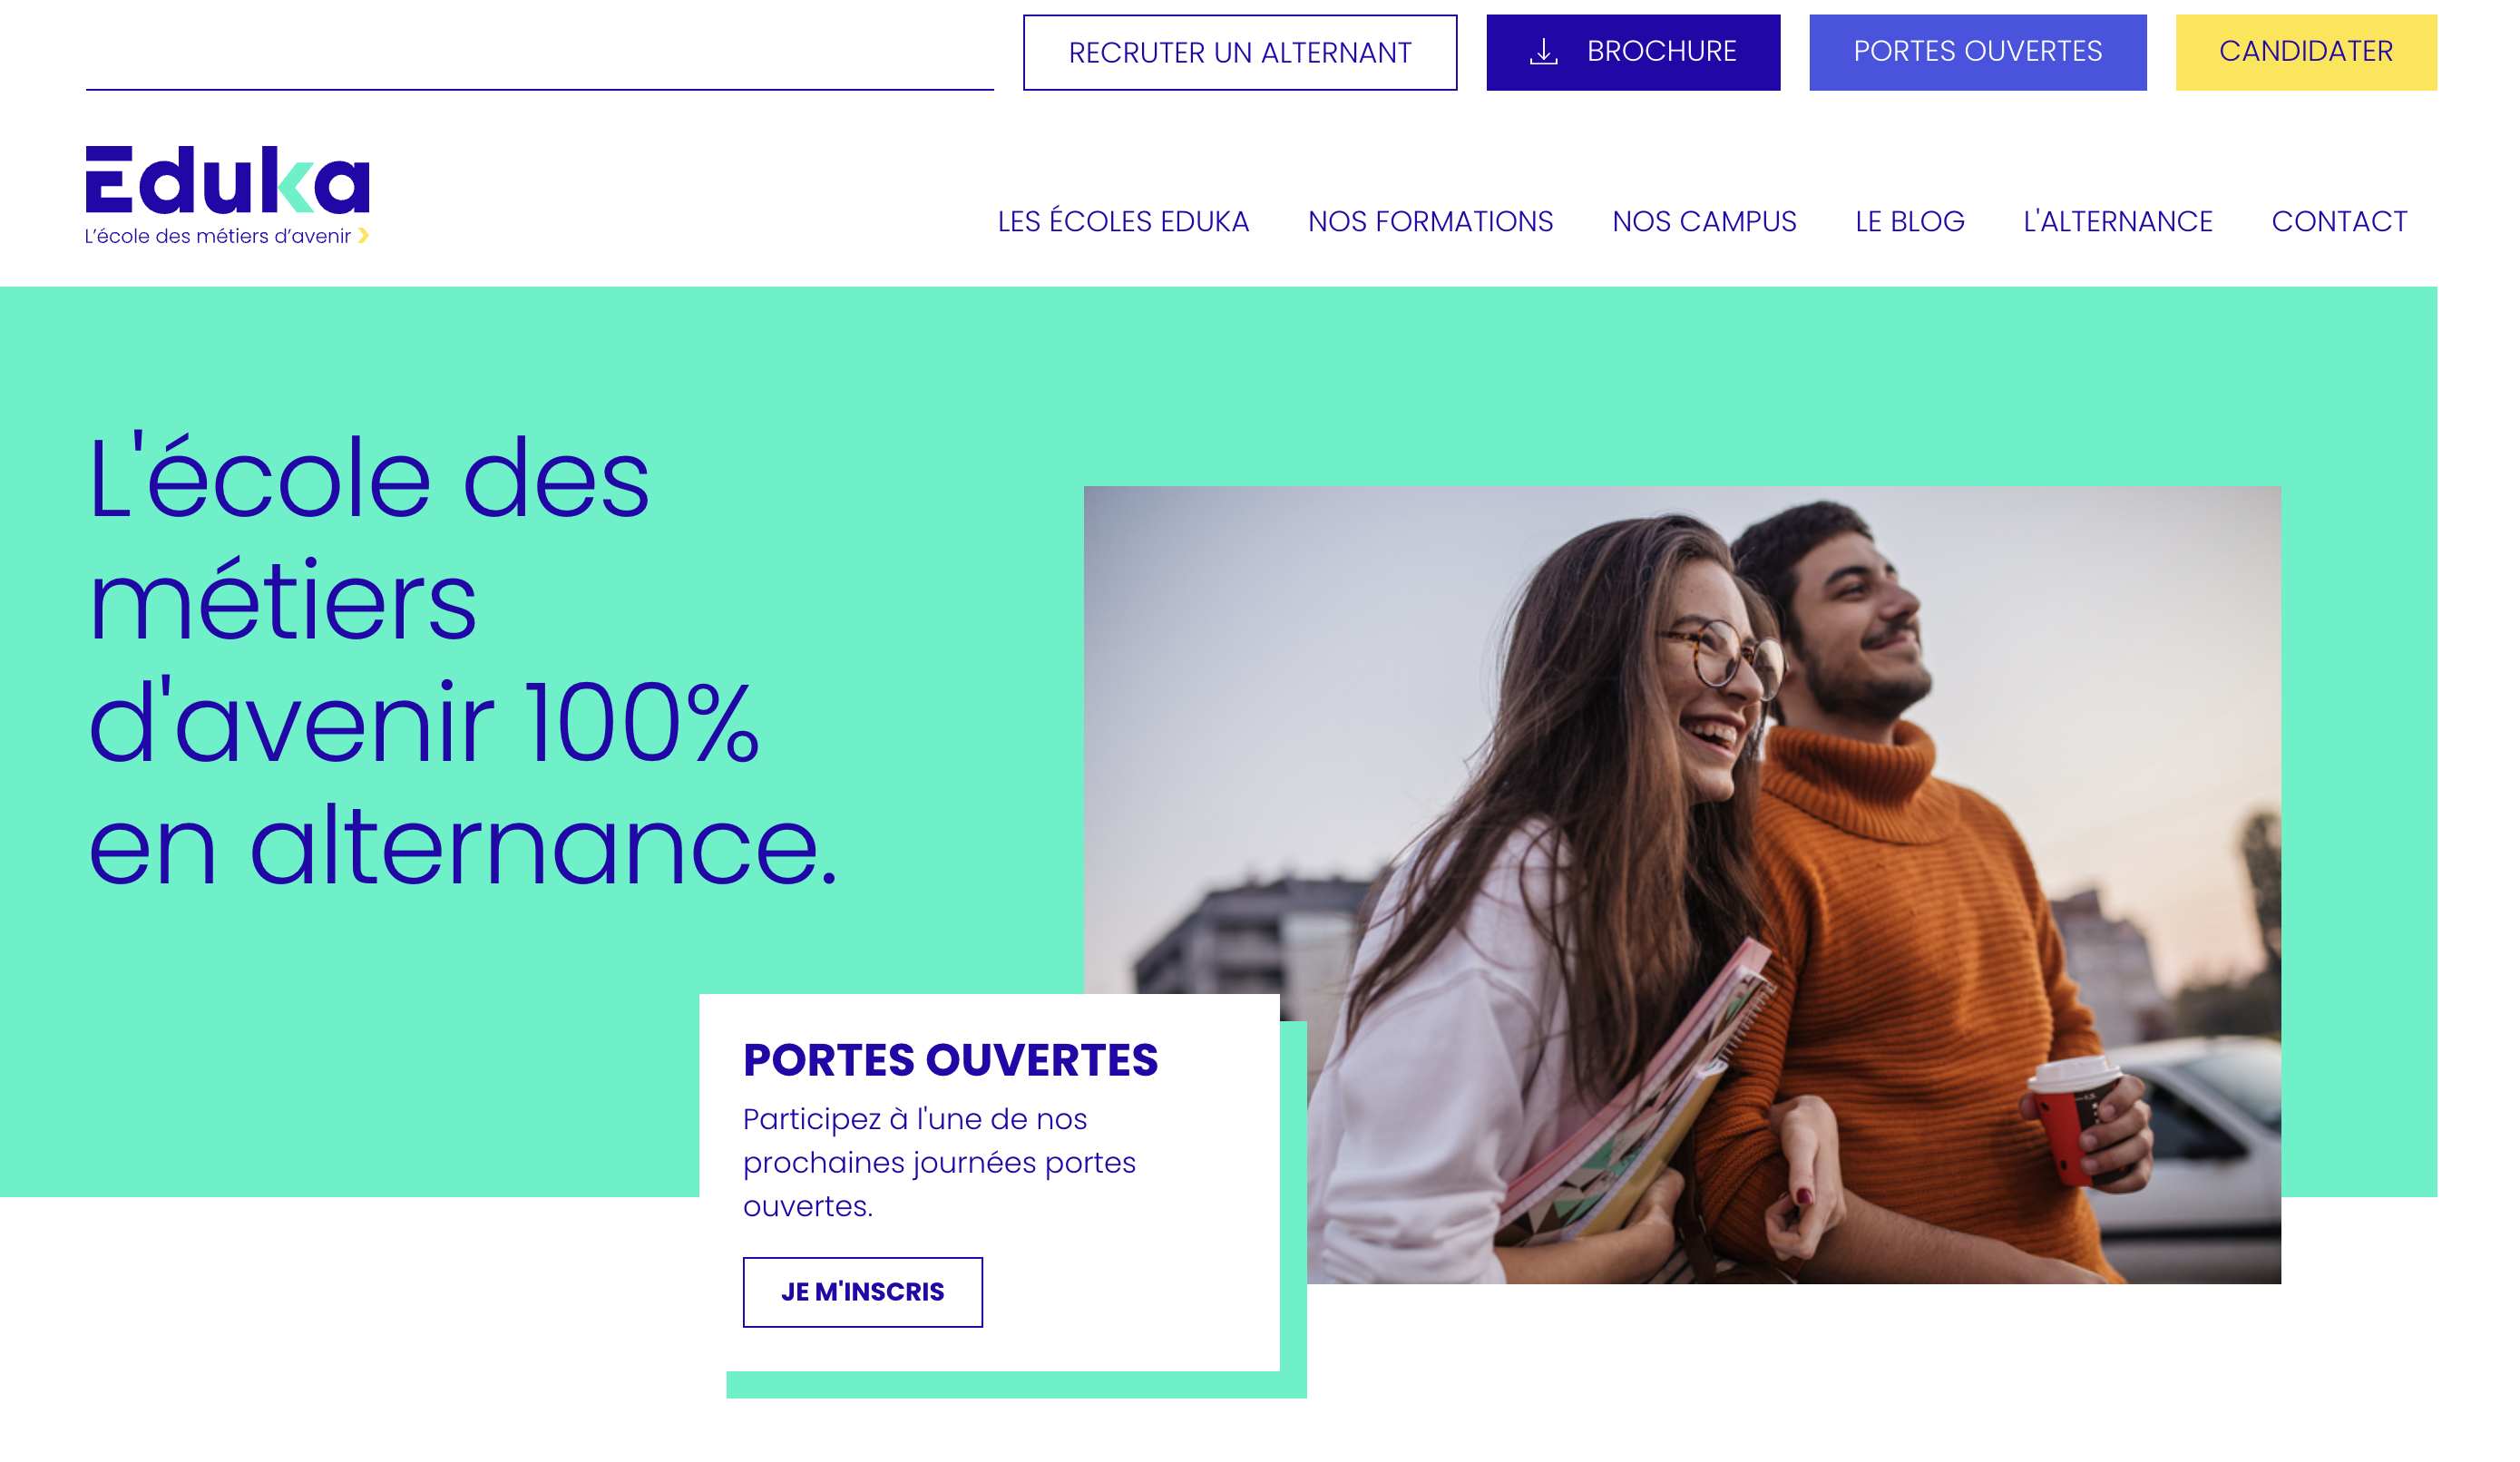 RECRUTER UN ALTERNANT
BROCHURE
PORTES OUVERTES
CANDIDATER
Eduka
L’école des métiers d’avenir
LES ÉCOLES EDUKA
NOS FORMATIONS
NOS CAMPUS
LE BLOG
L'ALTERNANCE
CONTACT
L'école des
métiers
d'avenir 100%
en alternance.
PORTES OUVERTES
Participez à l'une de nos
prochaines journées portes
ouvertes.
JE M'INSCRIS